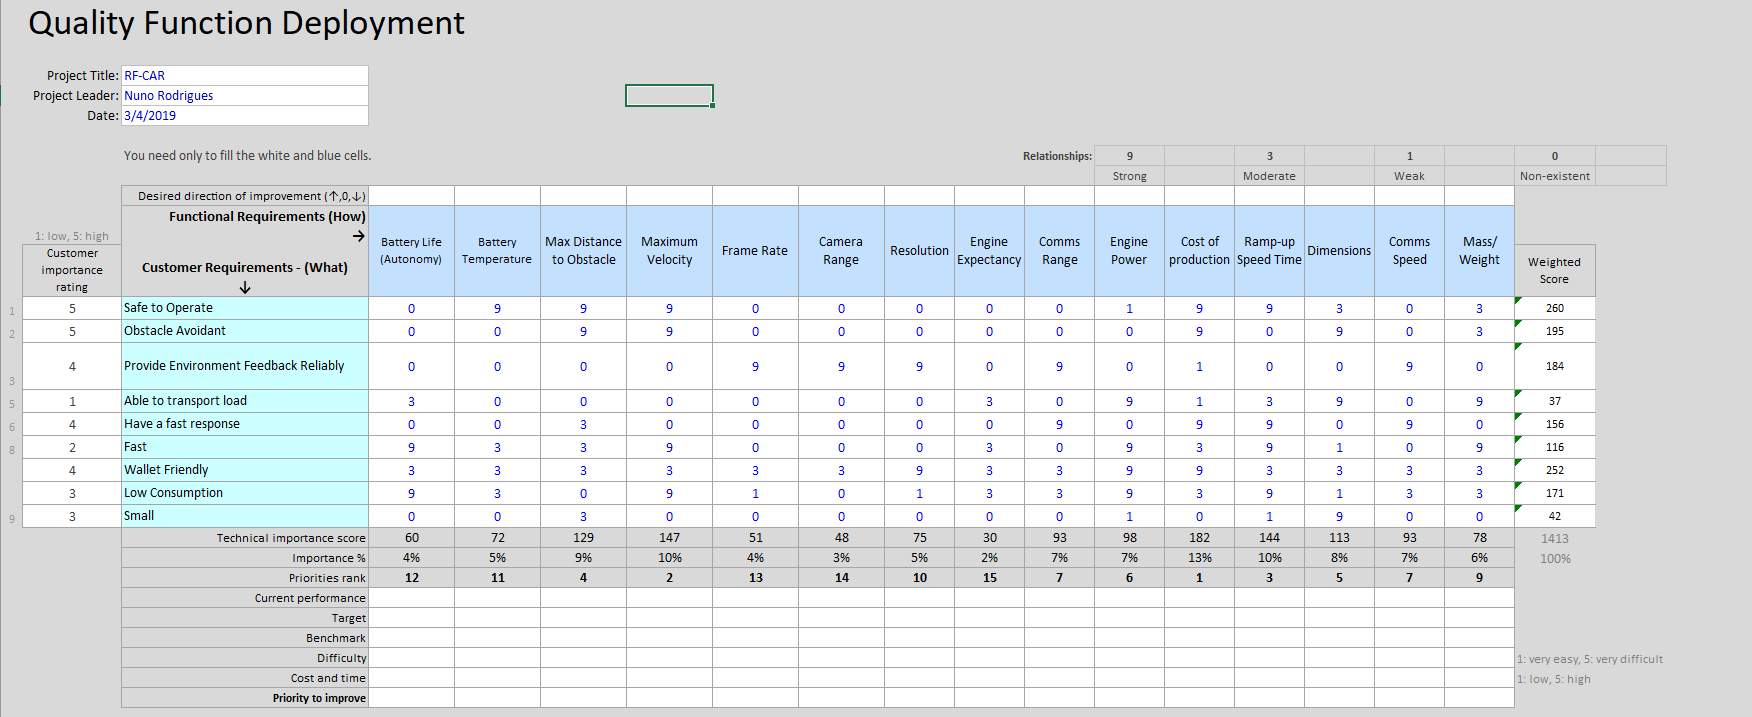 Quality Function Deployment
Project Title: RF-CAR
Project Leader: Nuno Rodrigues
Date: 3/4/2019
You need only to fill the white and blue cells.
Relationships: 9 3 1 0
Strong Moderate Weak Non-existent
Desired direction of improvement (↑,0,↓)
Functional Requirements (How)
→
1: low, 5: high
Customer importance rating
Customer Requirements - (What)
↓
Battery Life (Autonomy)
Battery Temperature
Max Distance to Obstacle
Maximum Velocity
Frame Rate
Camera Range
Resolution
Engine Expectancy
Comms Range
Engine Power
Cost of production
Ramp-up Speed Time
Dimensions
Comms Speed
Mass/ Weight
Weighted Score
1 5 Safe to Operate 0 9 9 9 0 0 0 0 0 1 9 9 3 0 3 260
2 5 Obstacle Avoidant 0 0 9 9 0 0 0 0 0 0 9 0 9 0 3 195
3 4 Provide Environment Feedback Reliably 0 0 0 0 9 9 9 0 9 0 1 0 0 9 0 184
5 1 Able to transport load 3 0 0 0 0 0 0 3 0 9 1 3 9 0 9 37
6 4 Have a fast response 0 0 3 0 0 0 0 0 9 0 9 9 0 9 0 156
8 2 Fast 9 3 3 9 0 0 0 3 0 9 3 9 1 0 9 116
4 Wallet Friendly 3 3 3 3 3 3 9 3 3 9 9 3 3 3 3 252
3 Low Consumption 9 3 0 9 1 0 1 3 3 9 3 9 1 3 3 171
9 3 Small 0 0 3 0 0 0 0 0 0 1 0 1 9 0 0 42
Technical importance score 60 72 129 147 51 48 75 30 93 98 182 144 113 93 78 1413
Importance % 4% 5% 9% 10% 4% 3% 5% 2% 7% 7% 13% 10% 8% 7% 6% 100%
Priorities rank 12 11 4 2 13 14 10 15 7 6 1 3 5 7 9
Current performance
Target
Benchmark
Difficulty 1: very easy, 5: very difficult
Cost and time 1: low, 5: high
Priority to improve